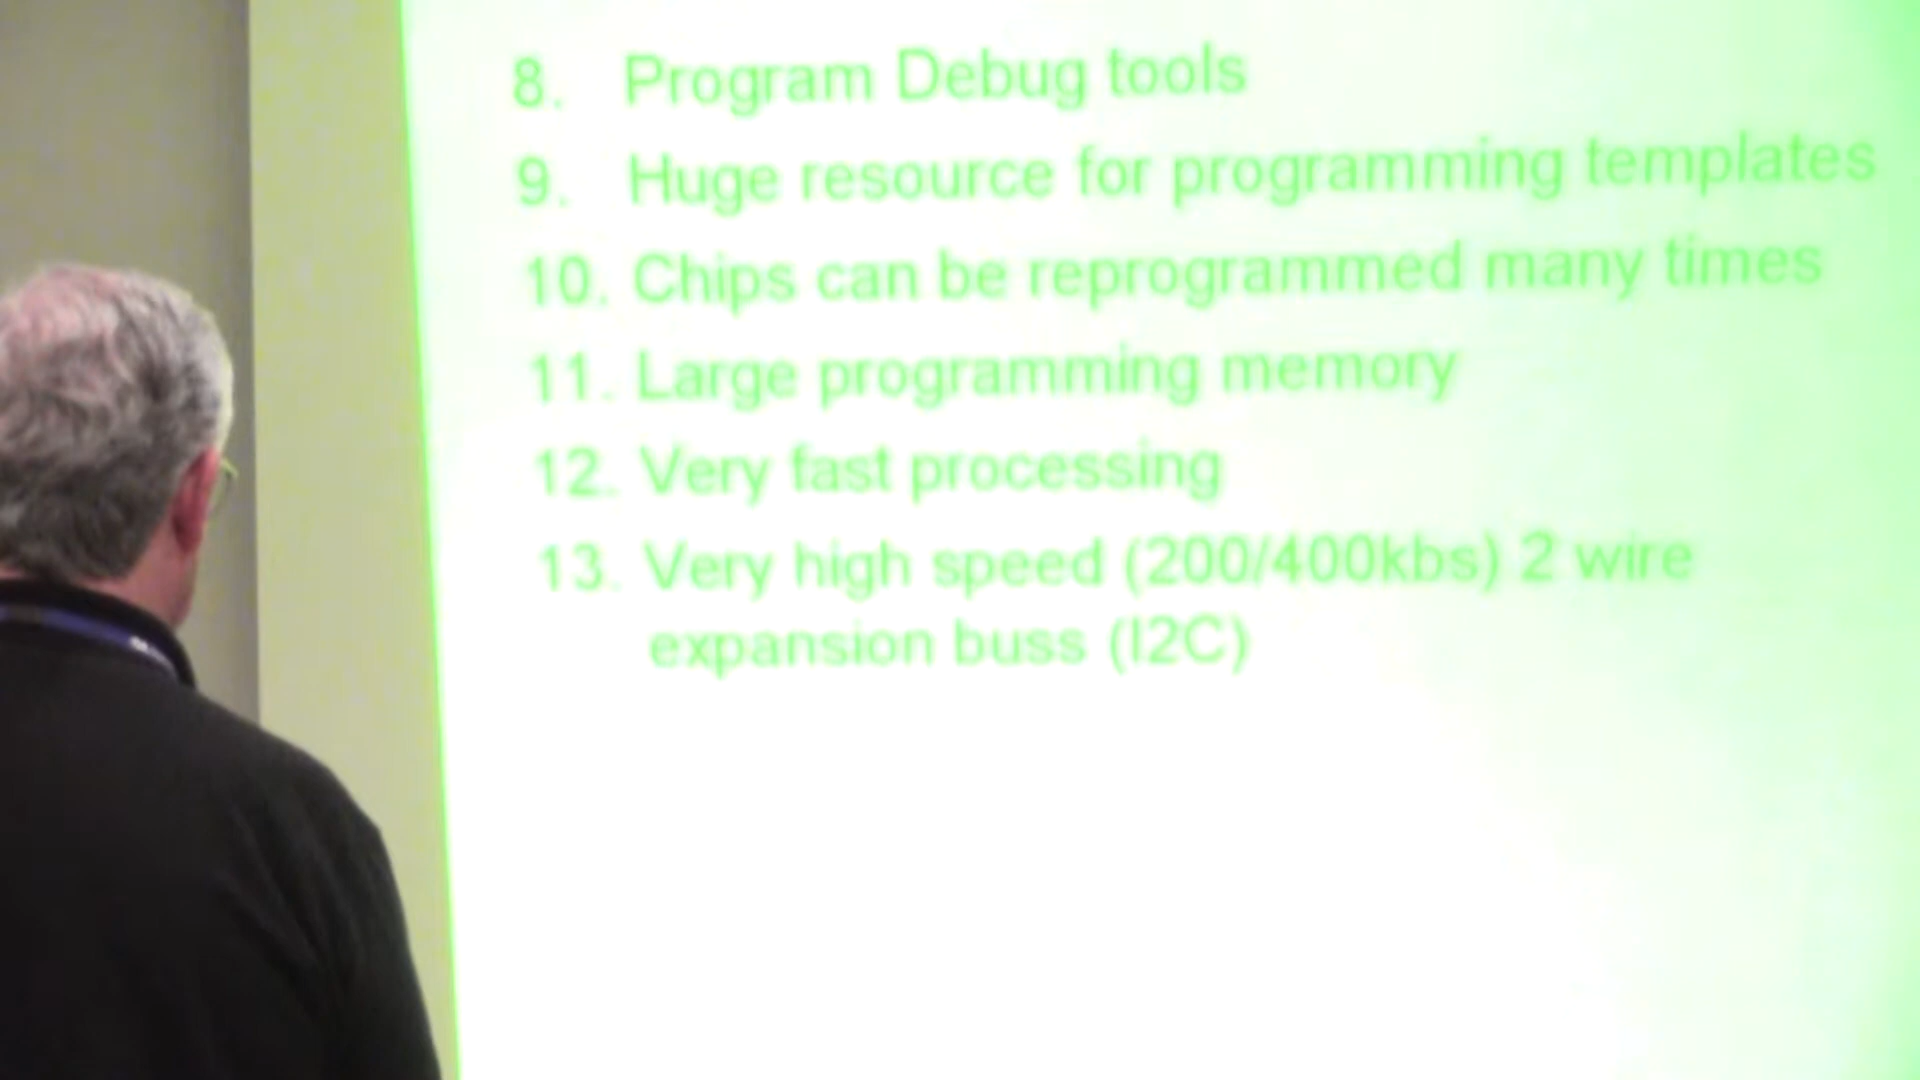 8. Program Debug tools
9. Huge resource for programming templates
10. Chips can be reprogrammed many times
11. Large programming memory
12. Very fast processing
13. Very high speed (200/400kbs) 2 wire
expansion buss (I2C)